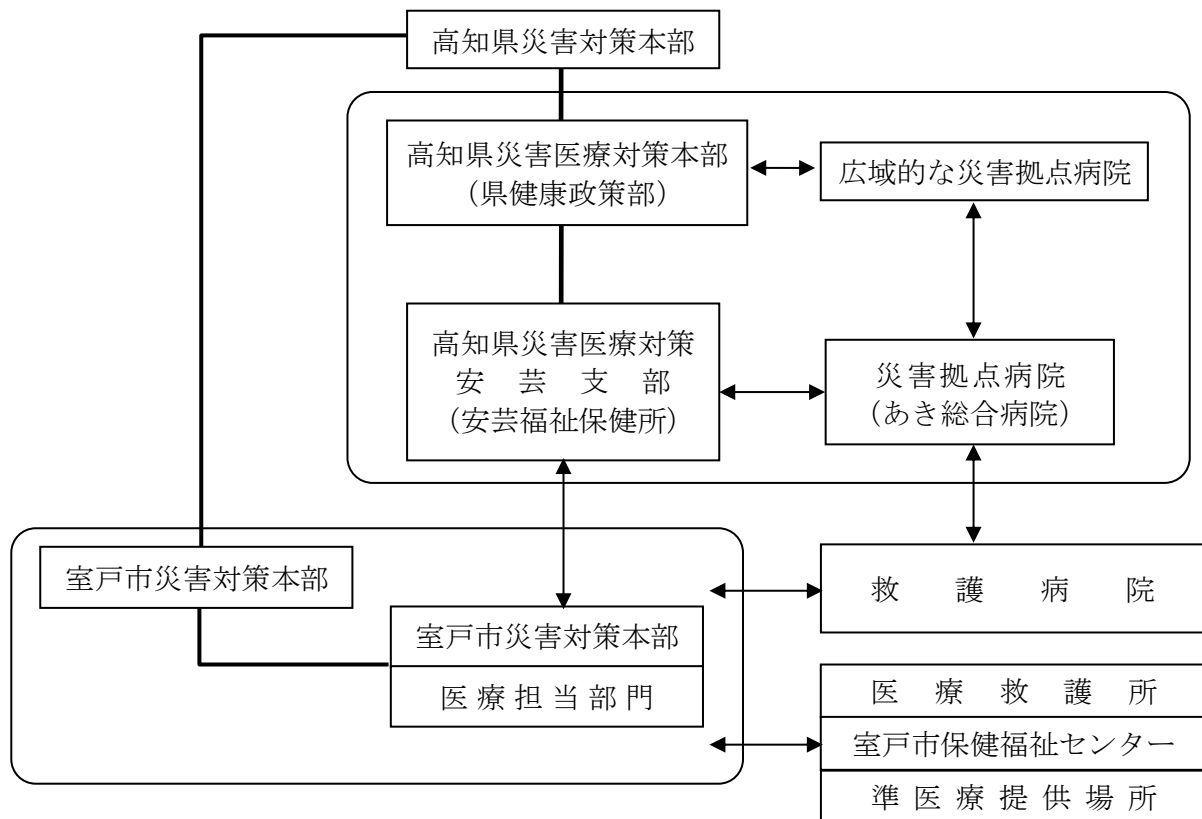 高知県災害対策本部
高知県災害医療対策本部
（県健康政策部）
広域的な災害拠点病院
高知県災害医療対策
安芸支部
（安芸福祉保健所）
災害拠点病院
（あき総合病院）
室戸市災害対策本部
救護病院
室戸市災害対策本部
医療担当部門
医療救護所
室戸市保健福祉センター
準医療提供場所